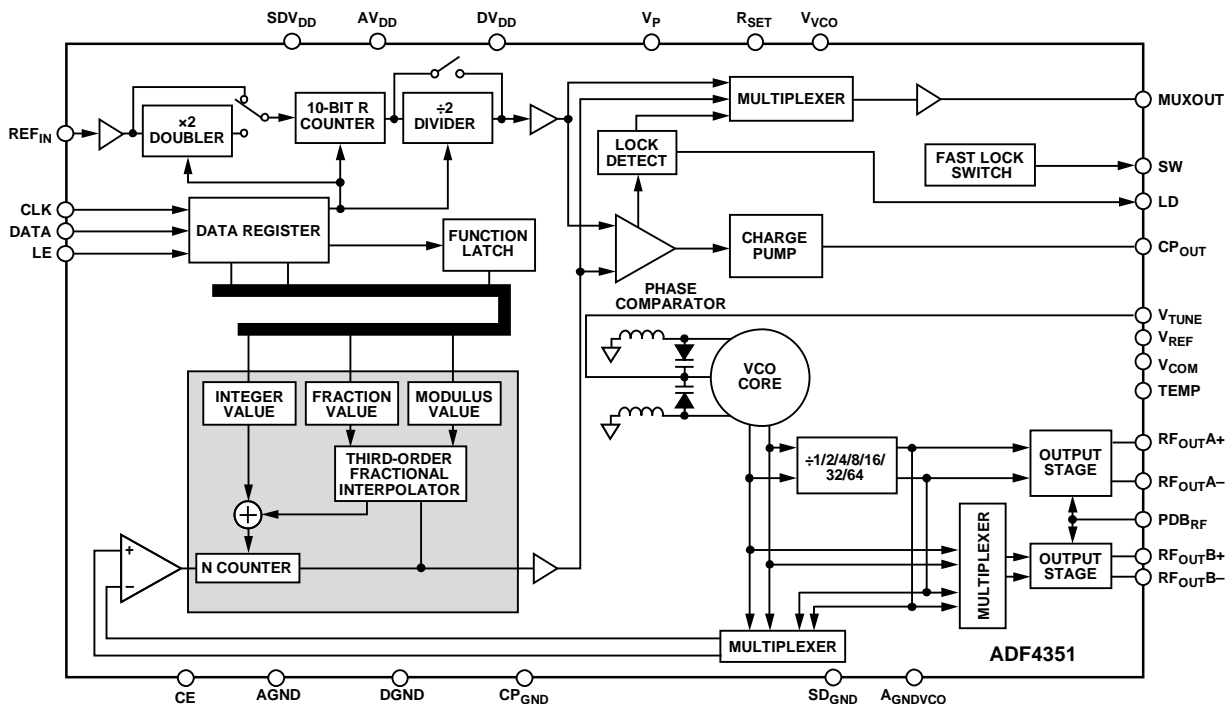 SDVDD
AVDD
DVDD
VP
RSET
VVCO
REFIN
×2
DOUBLER
10-BIT R
COUNTER
÷2
DIVIDER
MULTIPLEXER
MUXOUT
LOCK
DETECT
FAST LOCK
SWITCH
SW
LD
CLK
DATA
LE
DATA REGISTER
FUNCTION
LATCH
CHARGE
PUMP
CPOUT
PHASE
COMPARATOR
VTUNE
VREF
VCOM
TEMP
VCO
CORE
INTEGER
VALUE
FRACTION
VALUE
MODULUS
VALUE
THIRD-ORDER
FRACTIONAL
INTERPOLATOR
÷1/2/4/8/16/
32/64
OUTPUT
STAGE
RFOUTA+
RFOUTA–
PDBRF
MULTIPLEXER
OUTPUT
STAGE
RFOUTB+
RFOUTB–
+
–
N COUNTER
MULTIPLEXER
ADF4351
CE
AGND
DGND
CPGND
SDGND
AGNDVCO